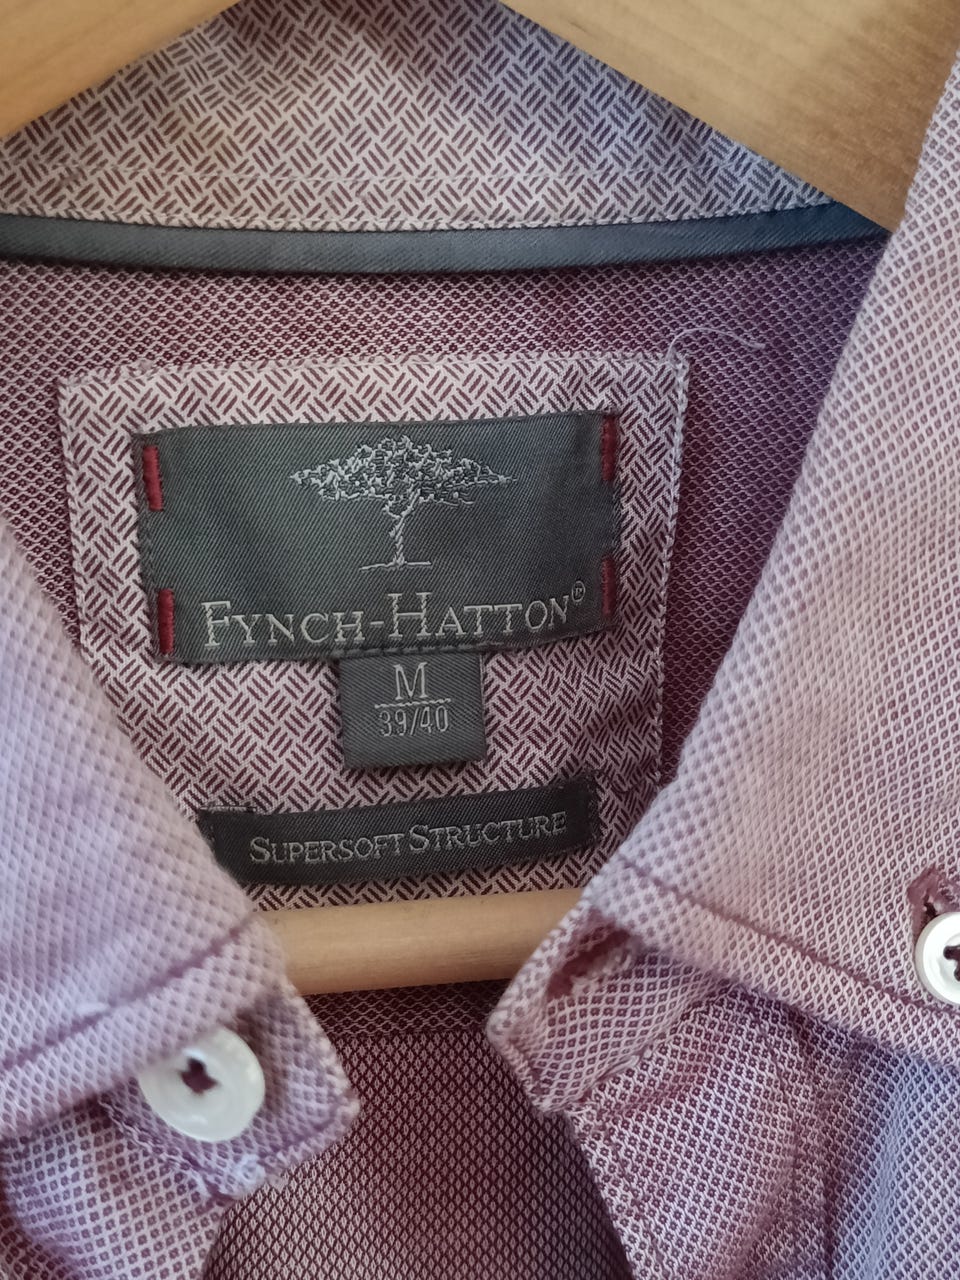 FYNCH-HATTON®
M
39/40
SUPERSOFT STRUCTURE